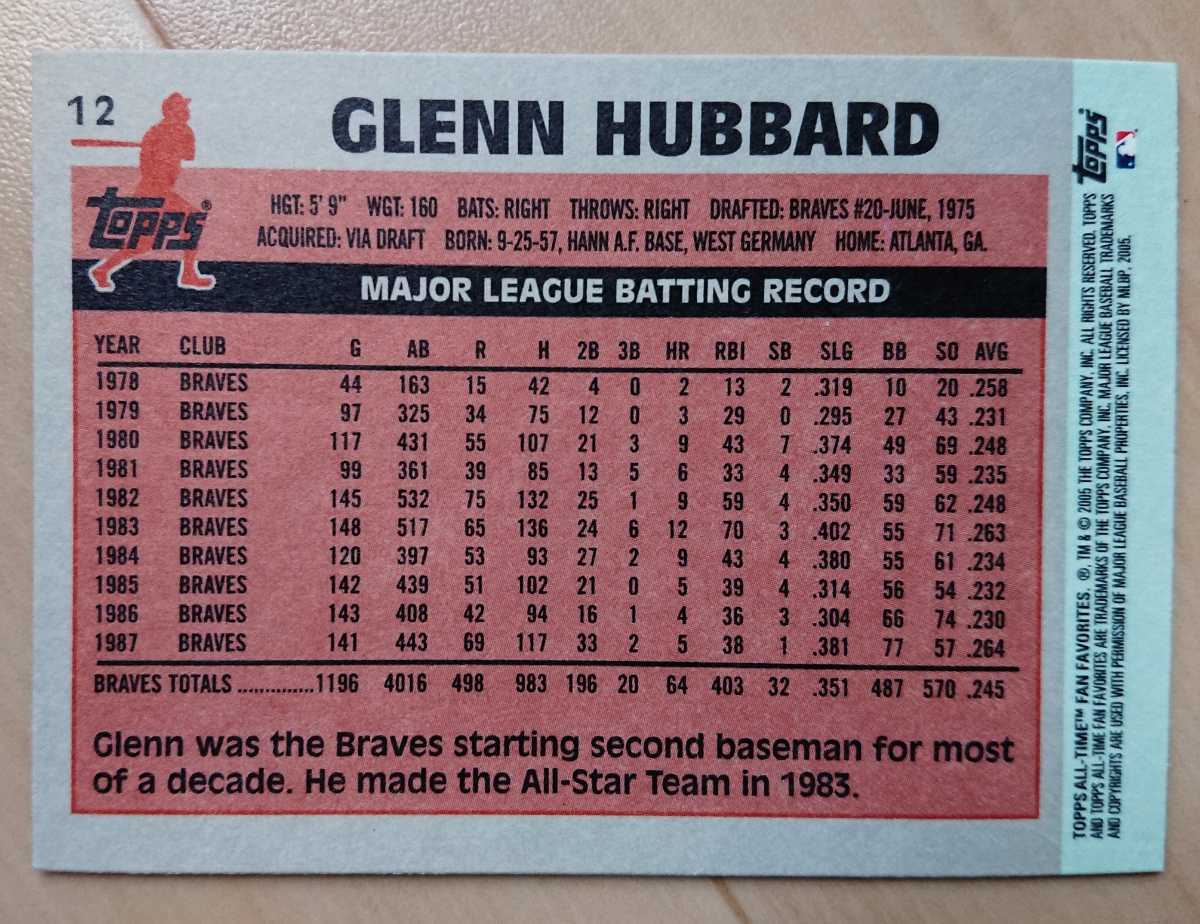 12
GLENN HUBBARD
TOPPS®
HGT: 5' 9" WGT: 160 BATS: RIGHT THROWS: RIGHT DRAFTED: BRAVES #20-JUNE, 1975
ACQUIRED: VIA DRAFT BORN: 9-25-57, HANN A.F. BASE, WEST GERMANY HOME: ATLANTA, GA.
MAJOR LEAGUE BATTING RECORD
YEAR CLUB G AB R H 2B 3B HR RBI SB SLG BB SO AVG
1978 BRAVES 44 163 15 42 4 0 2 13 2 .319 10 20 .258
1979 BRAVES 97 325 34 75 12 0 3 29 0 .295 27 43 .231
1980 BRAVES 117 431 55 107 21 3 9 43 7 .374 49 69 .248
1981 BRAVES 99 361 39 85 13 5 6 33 4 .349 33 59 .235
1982 BRAVES 145 532 75 132 25 1 9 59 4 .350 59 62 .248
1983 BRAVES 148 517 65 136 24 6 12 70 3 .402 55 71 .263
1984 BRAVES 120 397 53 93 27 2 9 43 4 .380 55 61 .234
1985 BRAVES 142 439 51 102 21 0 5 39 4 .314 56 54 .232
1986 BRAVES 143 408 42 94 16 1 4 36 3 .304 66 74 .230
1987 BRAVES 141 443 69 117 33 2 5 38 1 .381 77 57 .264
BRAVES TOTALS ..............1196 4016 498 983 196 20 64 403 32 .351 487 570 .245
Glenn was the Braves starting second baseman for most
of a decade. He made the All-Star Team in 1983.
TOPPS
TOPPS ALL-TIME™ FAN FAVORITES. ®, TM & © 2005 THE TOPPS COMPANY, INC. ALL RIGHTS RESERVED. TOPPS
AND TOPPS ALL-TIME FAN FAVORITES ARE TRADEMARKS OF THE TOPPS COMPANY, INC. MAJOR LEAGUE BASEBALL TRADEMARKS
AND COPYRIGHTS ARE USED WITH PERMISSION OF MAJOR LEAGUE BASEBALL PROPERTIES, INC. LICENSED BY MLBP, 2005.